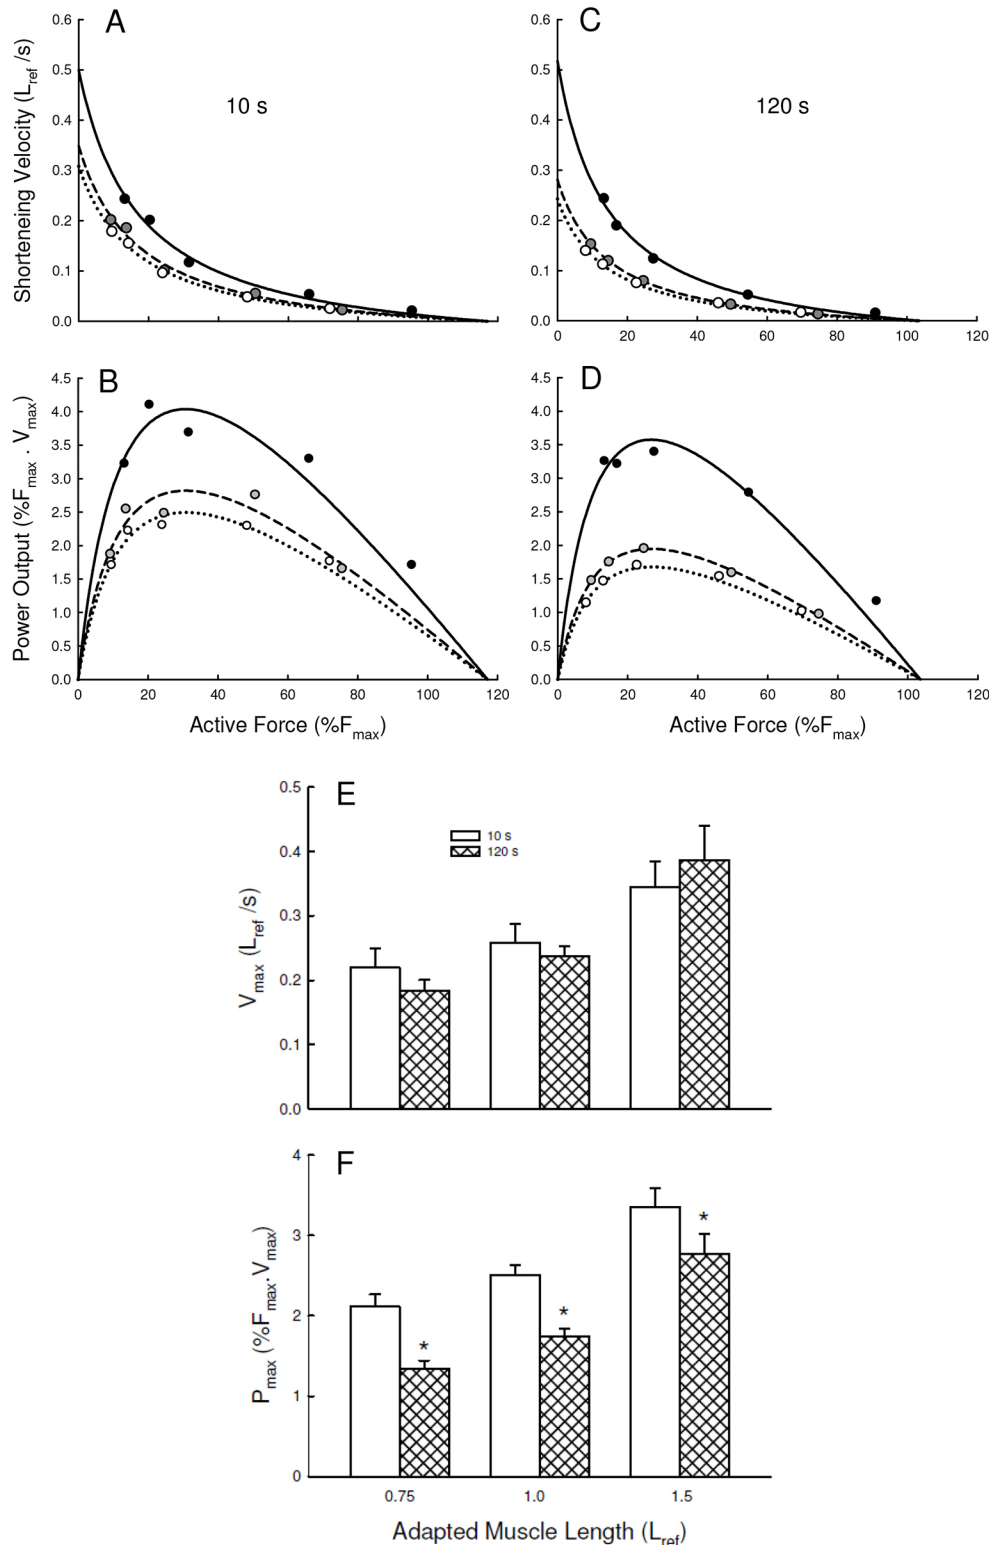 A
C
0.6
0.5
0.4
0.3
0.2
0.1
0.0
Shorteneing Velocity (Lref /s)
10 s
0.6
0.5
0.4
0.3
0.2
0.1
0.0
120 s
0 20 40 60 80 100 120
B
D
4.5
4.0
3.5
3.0
2.5
2.0
1.5
1.0
0.5
0.0
Power Output (%Fmax · Vmax)
0 20 40 60 80 100 120
Active Force (%Fmax)
4.5
4.0
3.5
3.0
2.5
2.0
1.5
1.0
0.5
0.0
0 20 40 60 80 100 120
Active Force (%Fmax)
E
0.5
0.4
0.3
0.2
0.1
0.0
Vmax (Lref /s)
10 s
120 s
F
4
3
2
1
0
Pmax (%Fmax·Vmax)
*
*
*
0.75 1.0 1.5
Adapted Muscle Length (Lref)